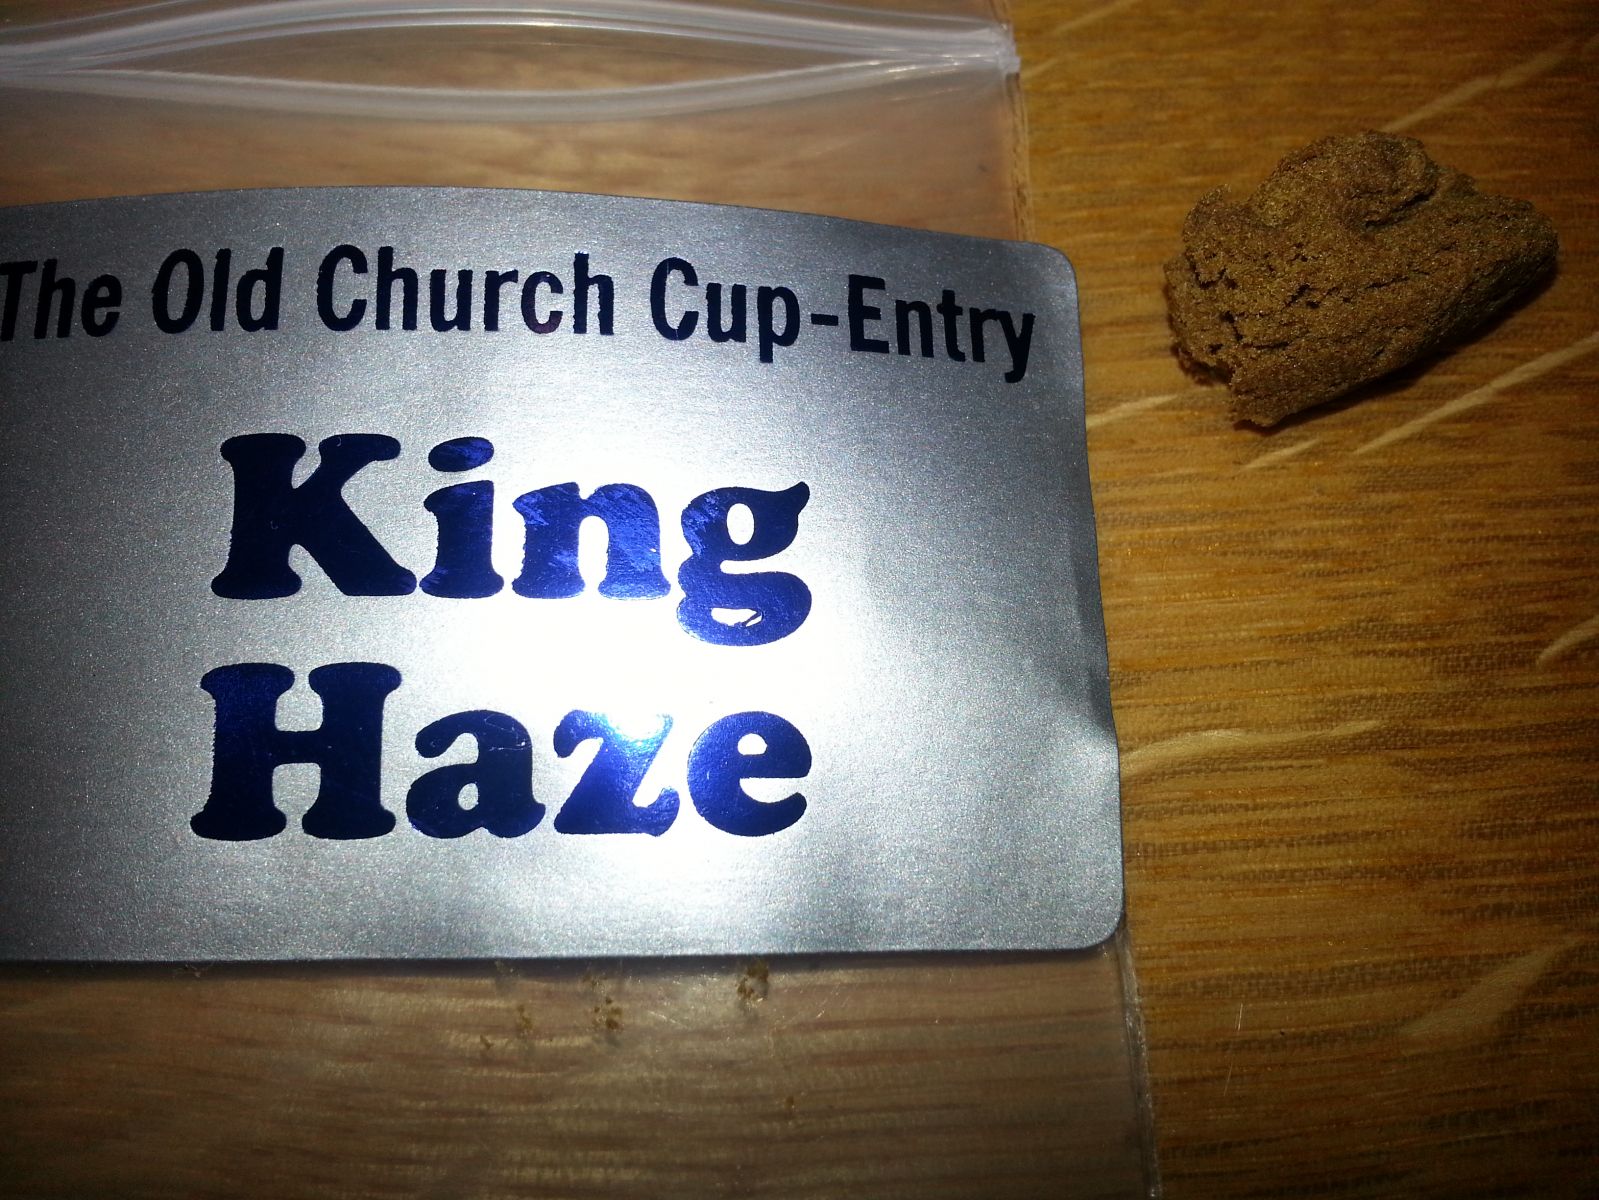 The Old Church Cup-Entry
King
Haze